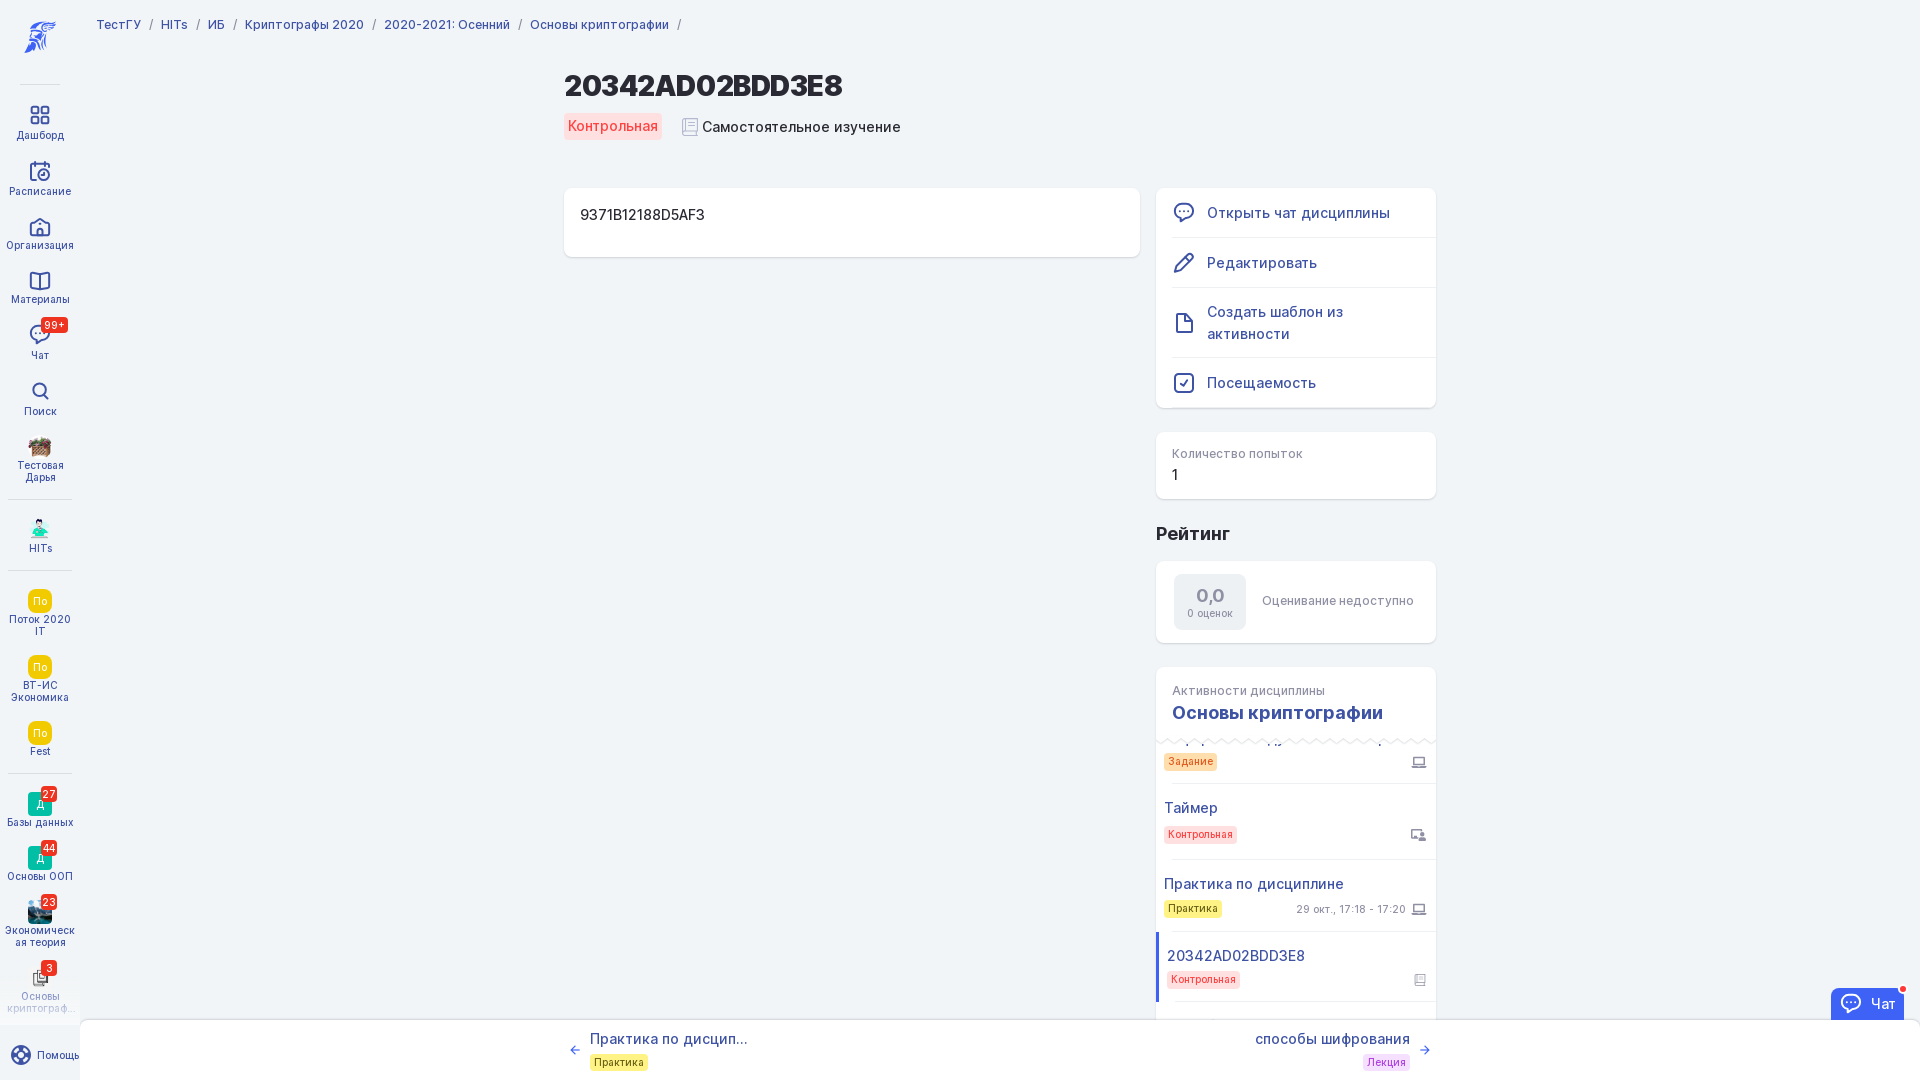 ТестГУ / HITs / ИБ / Криптографы 2020 / 2020-2021: Осенний / Основы криптографии /
Дашборд
Расписание
Организация
Материалы
99+
Чат
Поиск
Тестовая
Дарья
HITs
По
Поток 2020
IT
По
ВТ-ИС
Экономика
По
Fest
27
Д
Базы данных
44
Д
Основы ООП
23
Экономическ
ая теория
3
Основы
криптограф...
Помощь
20342AD02BDD3E8
Контрольная
Самостоятельное изучение
9371B12188D5AF3
Открыть чат дисциплины
Редактировать
Создать шаблон из
активности
Посещаемость
Количество попыток
1
Рейтинг
0,0
0 оценок
Оценивание недоступно
Активности дисциплины
Основы криптографии
Задание
Таймер
Контрольная
Практика по дисциплине
Практика
29 окт., 17:18 - 17:20
20342AD02BDD3E8
Контрольная
Чат
Практика по дисцип...
Практика
способы шифрования
Лекция